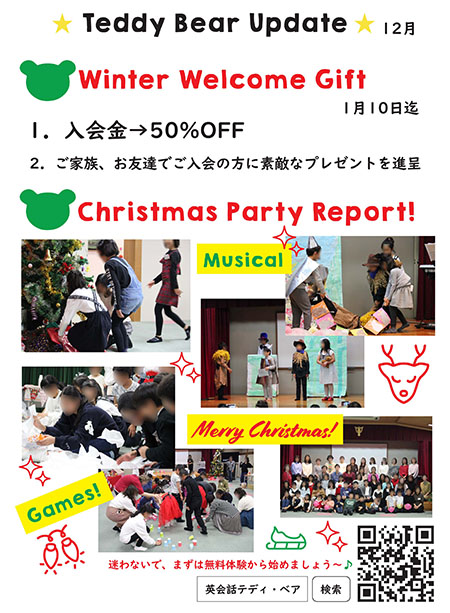 Teddy Bear Update 12月
Winter Welcome Gift
1月10日迄
1. 入会金→50%OFF
2. ご家族、お友達でご入会の方に素敵なプレゼントを進呈
Christmas Party Report!
Musical
Merry Christmas!
Games!
迷わないで、まずは無料体験から始めましょう〜♪
英会話テディ・ベア 検索